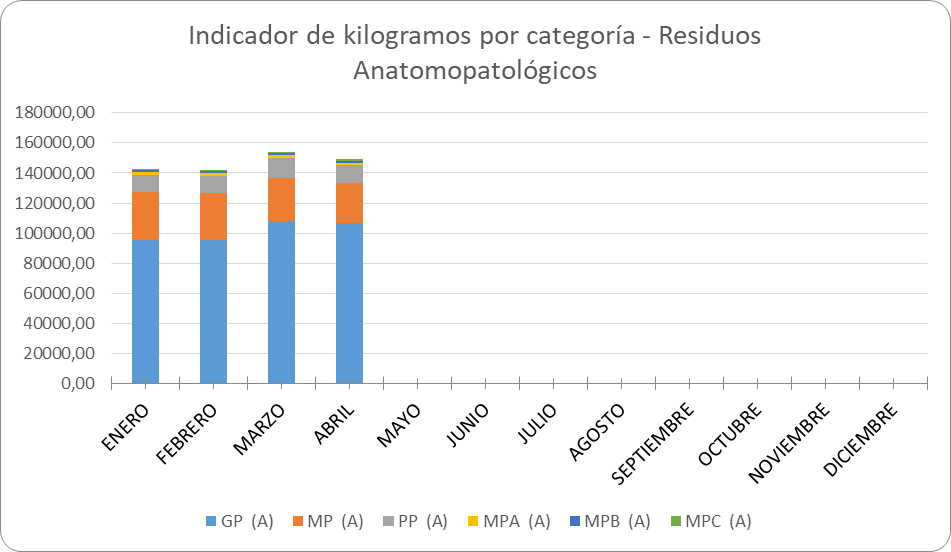 Indicador de kilogramos por categoría - Residuos
Anatomopatológicos
180000,00
160000,00
140000,00
120000,00
100000,00
80000,00
60000,00
40000,00
20000,00
0,00
ENERO
FEBRERO
MARZO
ABRIL
MAYO
JUNIO
JULIO
AGOSTO
SEPTIEMBRE
OCTUBRE
NOVIEMBRE
DICIEMBRE
GP (A) MP (A) PP (A) MPA (A) MPB (A) MPC (A)